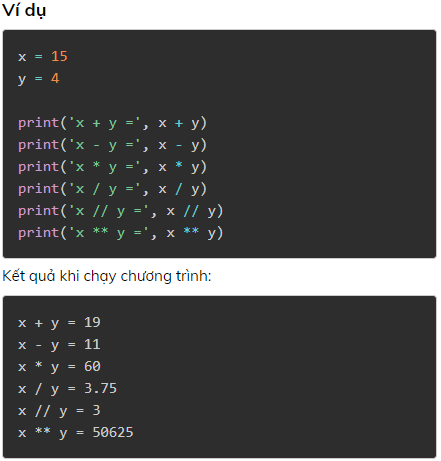 Ví dụ
x = 15
y = 4
print('x + y =', x + y)
print('x - y =', x - y)
print('x * y =', x * y)
print('x / y =', x / y)
print('x // y =', x // y)
print('x ** y =', x ** y)
Kết quả khi chạy chương trình:
x + y = 19
x - y = 11
x * y = 60
x / y = 3.75
x // y = 3
x ** y = 50625